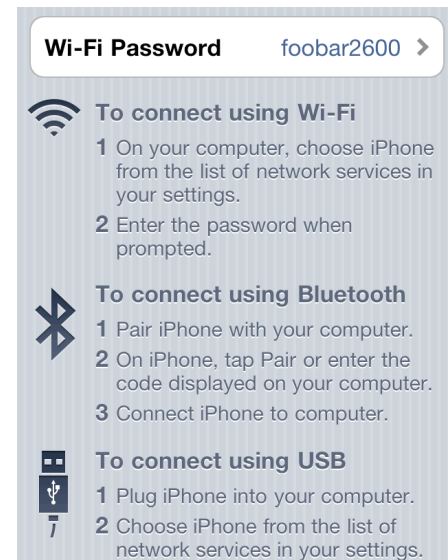 Wi-Fi Password foobar2600 >
To connect using Wi-Fi
1 On your computer, choose iPhone
from the list of network services in
your settings.
2 Enter the password when
prompted.
To connect using Bluetooth
1 Pair iPhone with your computer.
2 On iPhone, tap Pair or enter the
code displayed on your computer.
3 Connect iPhone to computer.
To connect using USB
1 Plug iPhone into your computer.
2 Choose iPhone from the list of
network services in your settings.